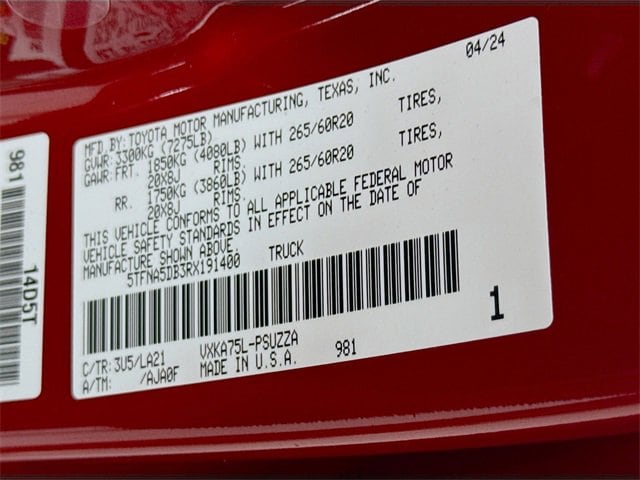 04/24
MFD BY: TOYOTA MOTOR MANUFACTURING, TEXAS, INC.
GVWR: 3300KG (7275LB)
GAWR: FRT. 1850KG (4080LB) WITH 265/60R20 TIRES,
20X8J RIMS.
RR. 1750KG (3860LB) WITH 265/60R20 TIRES,
20X8J RIMS.
THIS VEHICLE CONFORMS TO ALL APPLICABLE FEDERAL MOTOR
VEHICLE SAFETY STANDARDS IN EFFECT ON THE DATE OF
MANUFACTURE SHOWN ABOVE.
5TFNA5DB3RX191400 TRUCK
1
C/TR: 3U5/LA21 VXKA75L-PSUZZA
A/TM: /AJA0F MADE IN U.S.A. 981
981
14D5T